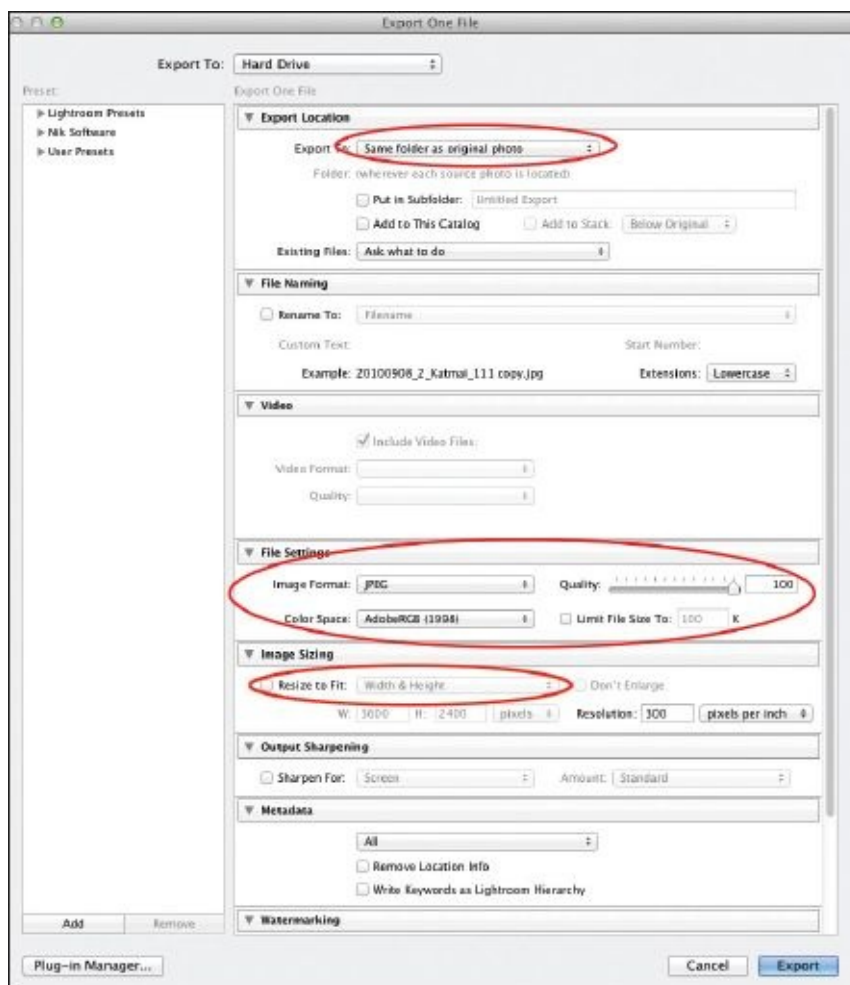 Export One File
Export To: Hard Drive
Preset: Export One File
Lightroom Presets
Nik Software
User Presets
Export Location
Export To: Same folder as original photo
Folder: (wherever each source photo is located)
Put in Subfolder: Untitled Export
Add to This Catalog Add to Stack: Below Original
Existing Files: Ask what to do
File Naming
Rename To: Filename
Custom Text: Start Number:
Example: 20100908_2_Katmai_111 copy.jpg Extensions: Lowercase
Video
Include Video Files:
Video Format:
Quality:
File Settings
Image Format: JPEG Quality: 100
Color Space: AdobeRGB (1998) Limit File Size To: 100 K
Image Sizing
Resize to Fit: Width & Height Don't Enlarge
W: 3600 H: 2400 pixels Resolution: 300 pixels per inch
Output Sharpening
Sharpen For: Screen Amount: Standard
Metadata
All
Remove Location Info
Write Keywords as Lightroom Hierarchy
Watermarking
Add Remove
Plug-in Manager... Cancel Export